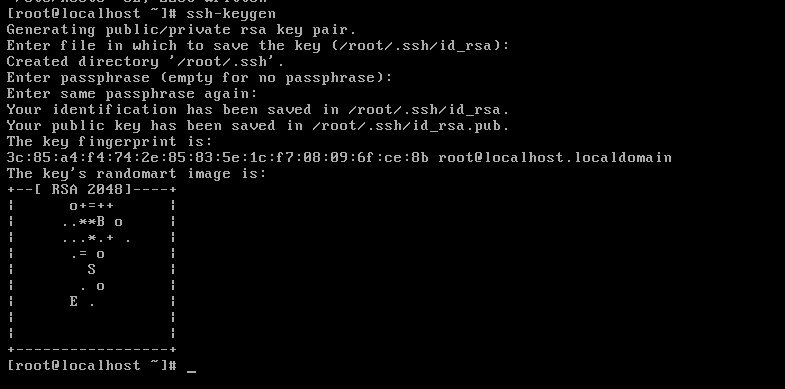 [root@localhost ~]# ssh-keygen
Generating public/private rsa key pair.
Enter file in which to save the key (/root/.ssh/id_rsa):
Created directory '/root/.ssh'.
Enter passphrase (empty for no passphrase):
Enter same passphrase again:
Your identification has been saved in /root/.ssh/id_rsa.
Your public key has been saved in /root/.ssh/id_rsa.pub.
The key fingerprint is:
3c:85:a4:f4:74:2e:85:83:5e:1c:f7:08:09:6f:ce:8b root@localhost.localdomain
The key's randomart image is:
+--[ RSA 2048]----+
|       o+=++     |
|      ..**B o    |
|      ...*.+ .   |
|       .= o      |
|         S       |
|        . o      |
|       E .       |
|                 |
|                 |
+-----------------+
[root@localhost ~]# _